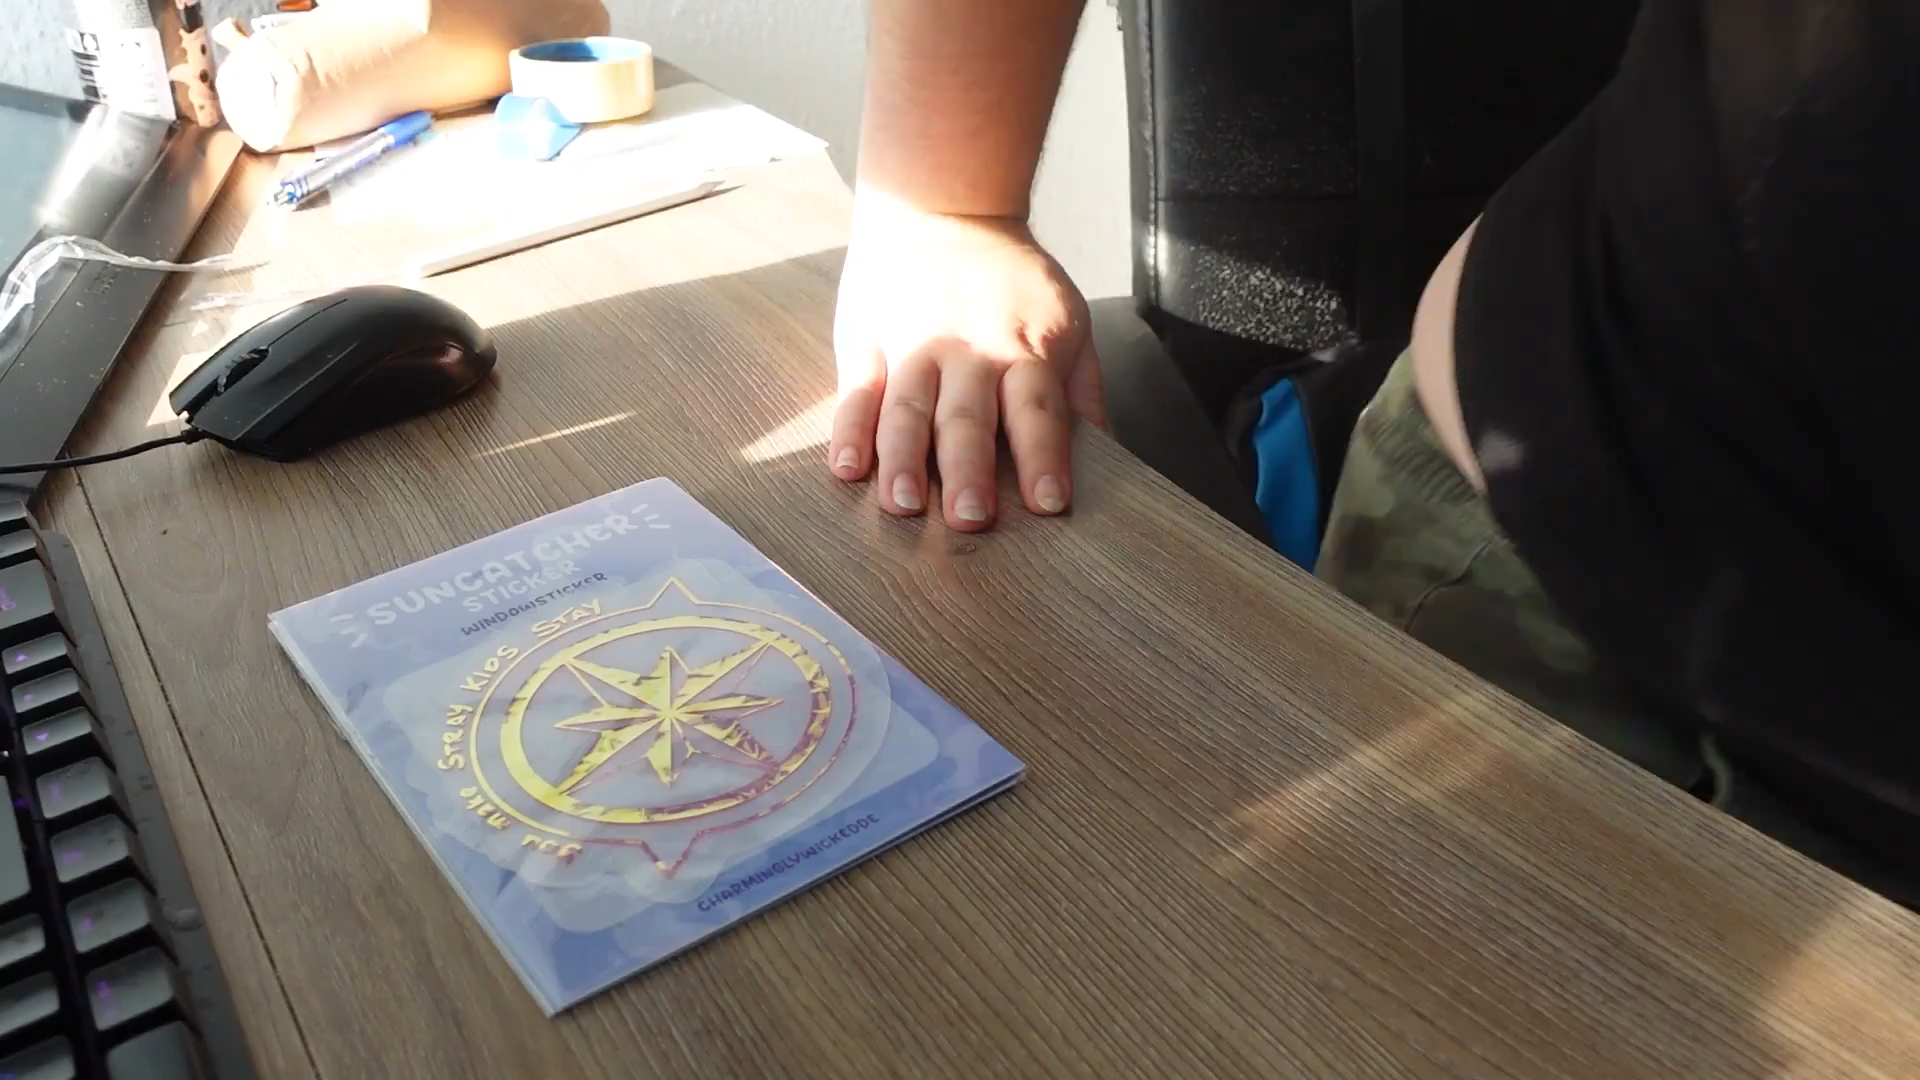 SUNCATCHER
STICKER
WINDOWSTICKER
you make Stray Kids Stay
CHARMINGLYWICKEDDE